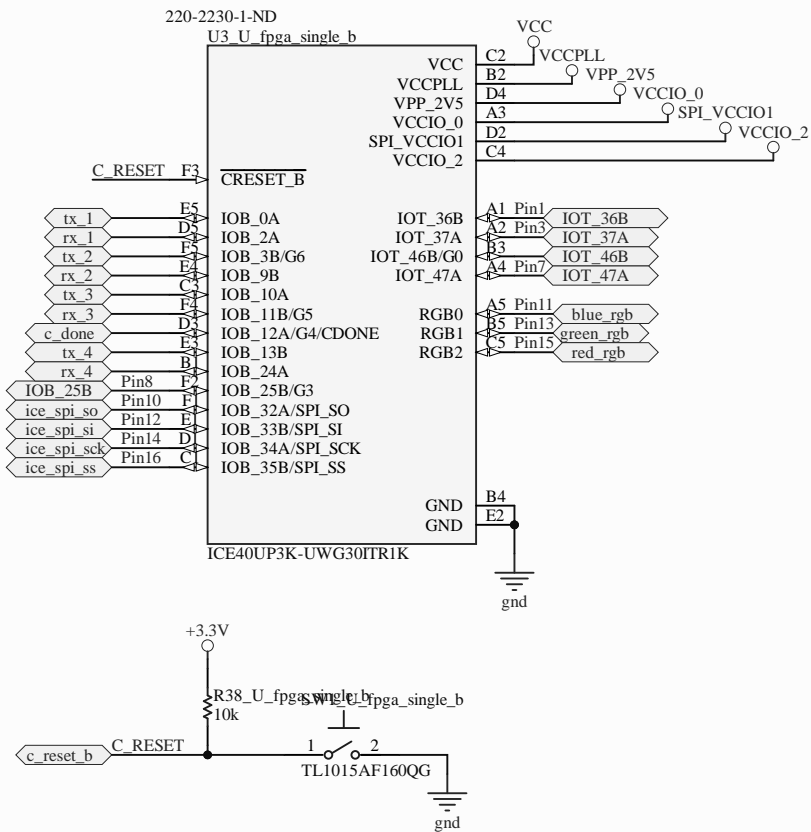 220-2230-1-ND
U3_U_fpga_single_b
VCC C2 VCC
VCCPLL B2 VCCPLL
VPP_2V5 D4 VPP_2V5
VCCIO_0 A3 VCCIO_0
SPI_VCCIO1 D2 SPI_VCCIO1
VCCIO_2 C4 VCCIO_2
C_RESET F3 CRESET_B
tx_1 E5 IOB_0A IOT_36B A1 Pin1 IOT_36B
rx_1 D5 IOB_2A IOT_37A A2 Pin3 IOT_37A
tx_2 F5 IOB_3B/G6 IOT_46B/G0 B3 IOT_46B
rx_2 E4 IOB_9B IOT_47A A4 Pin7 IOT_47A
tx_3 C3 IOB_10A
rx_3 F4 IOB_11B/G5 RGB0 A5 Pin11 blue_rgb
c_done D3 IOB_12A/G4/CDONE RGB1 B5 Pin13 green_rgb
tx_4 E3 IOB_13B RGB2 C5 Pin15 red_rgb
rx_4 B IOB_24A
IOB_25B Pin8 F2 IOB_25B/G3
ice_spi_so Pin10 F IOB_32A/SPI_SO
ice_spi_si Pin12 E IOB_33B/SPI_SI
ice_spi_sck Pin14 D IOB_34A/SPI_SCK
ice_spi_ss Pin16 C IOB_35B/SPI_SS
GND B4
GND E2
ICE40UP3K-UWG30ITR1K
gnd
+3.3V
R38_U_fpga_single_b
SW1_U_fpga_single_b
10k
c_reset_b C_RESET 1 2
TL1015AF160QG
gnd